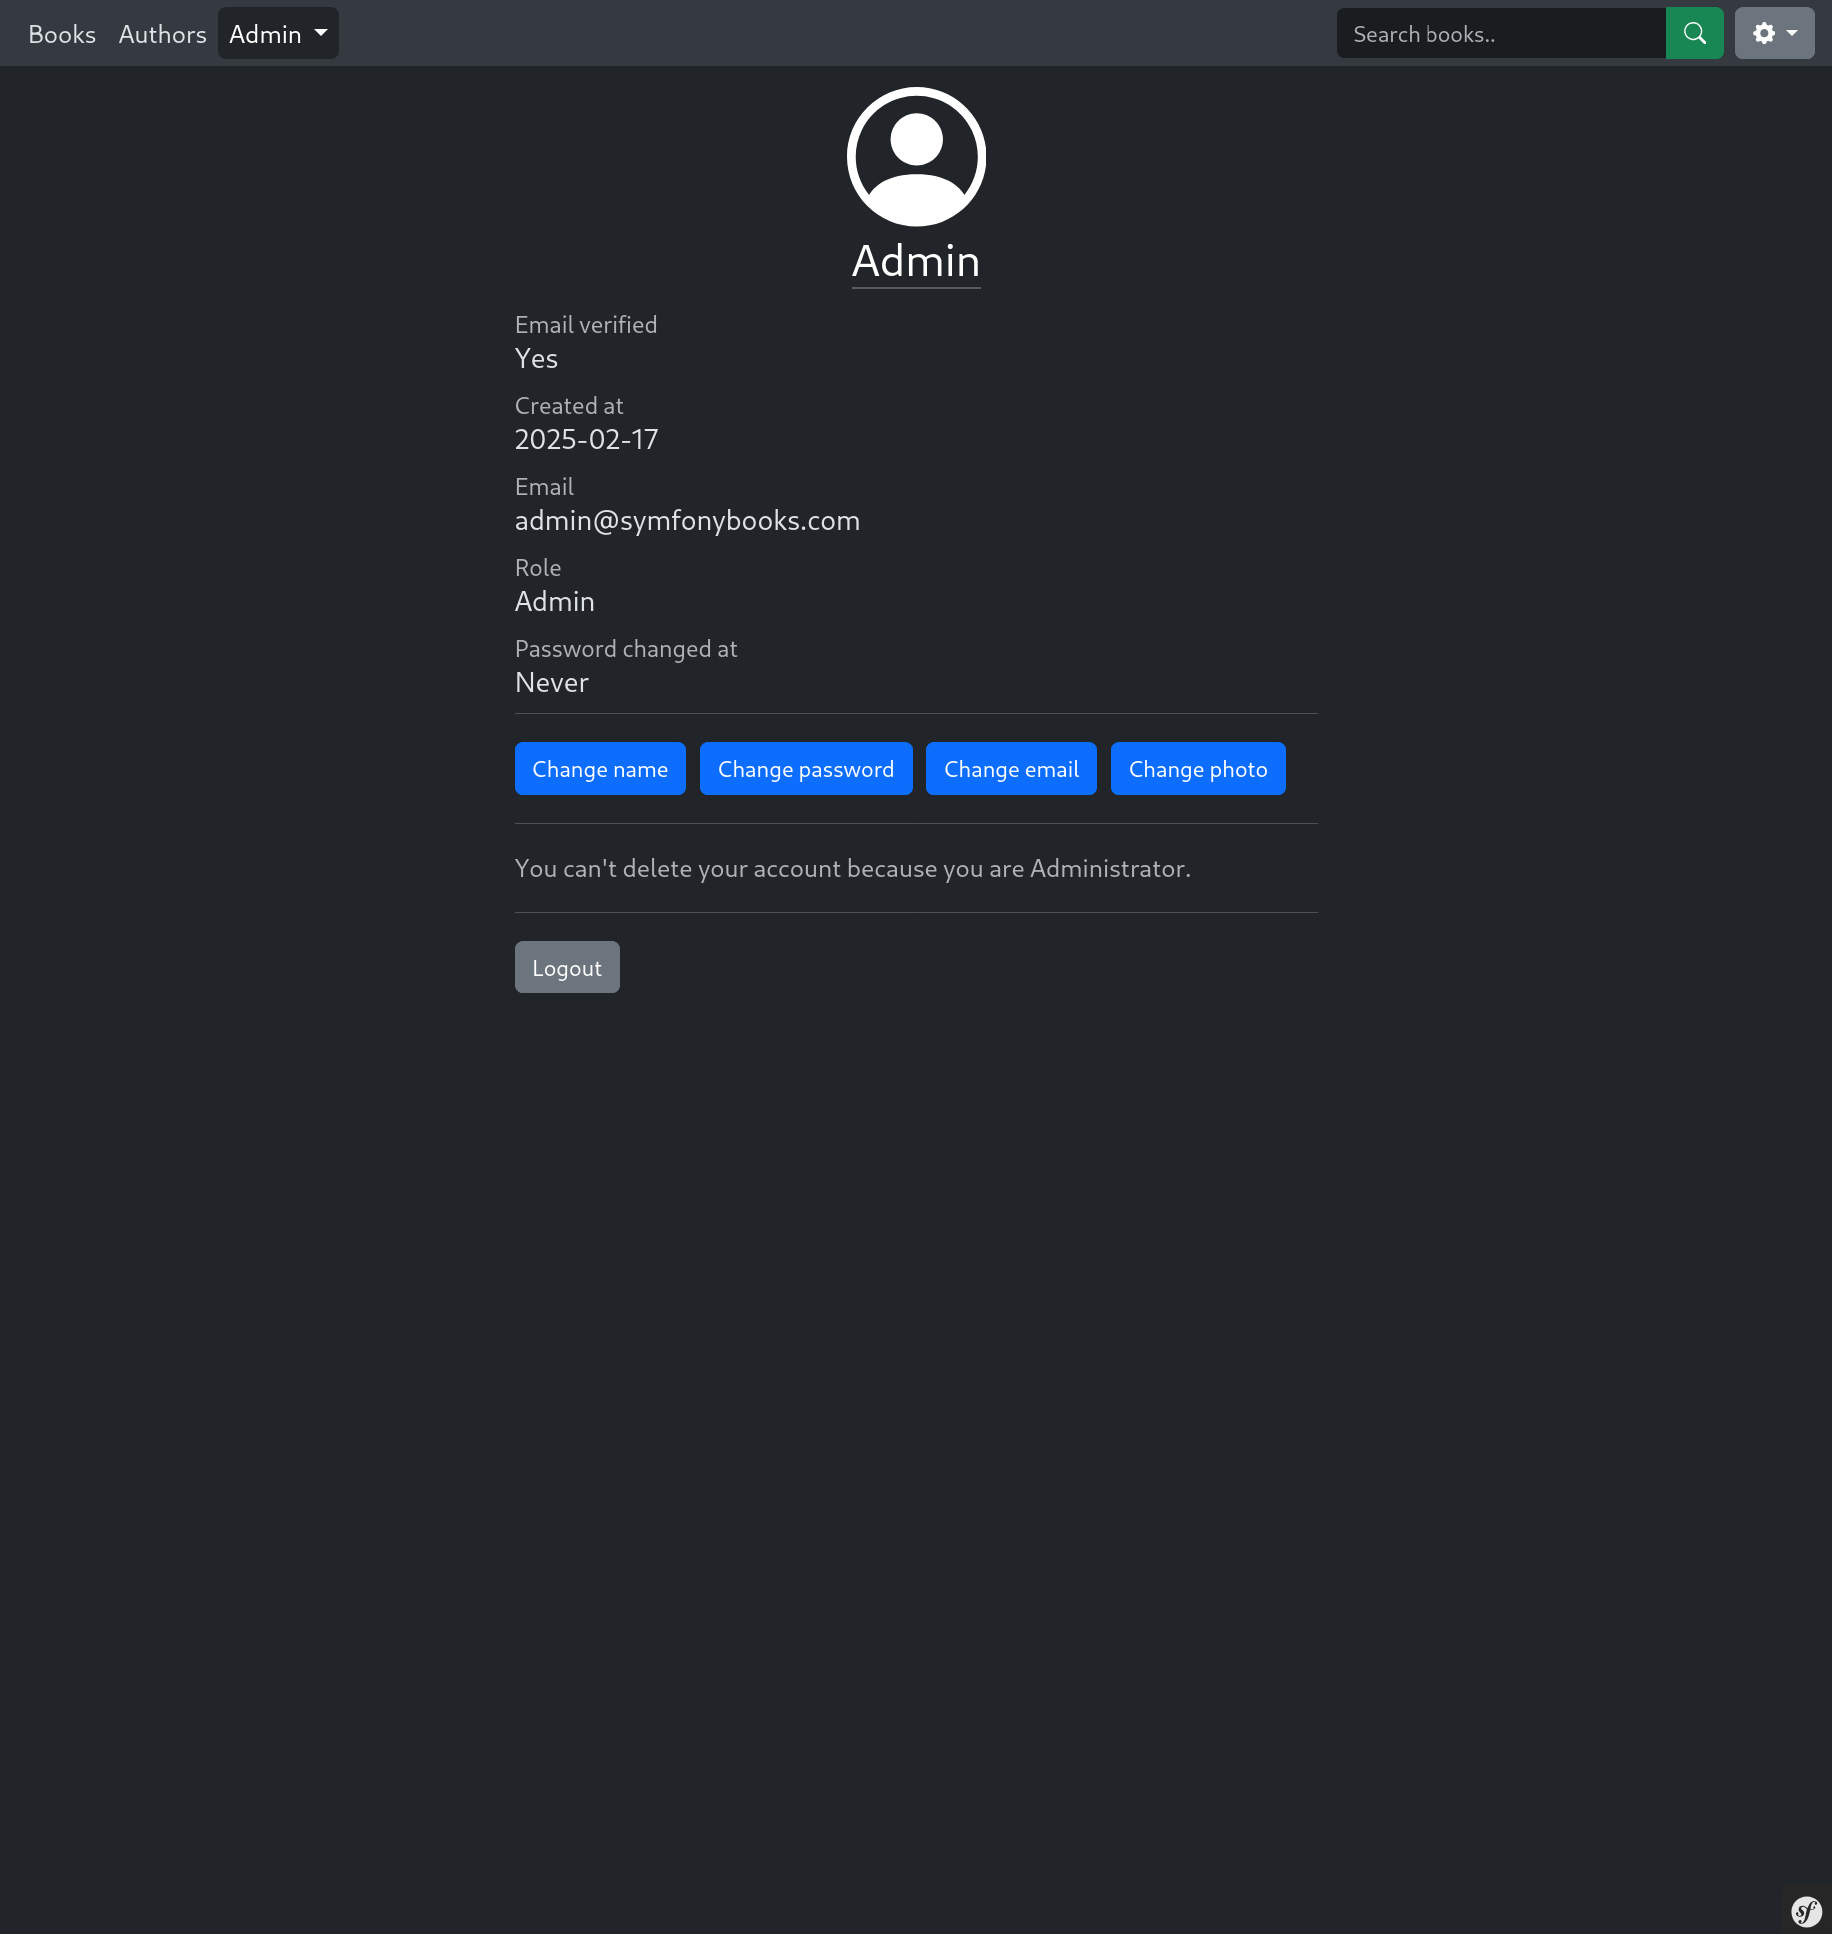 Books Authors Admin Search books..
Admin
Email verified
Yes
Created at
2025-02-17
Email
admin@symfonybooks.com
Role
Admin
Password changed at
Never
Change name Change password Change email Change photo
You can't delete your account because you are Administrator.
Logout
sf